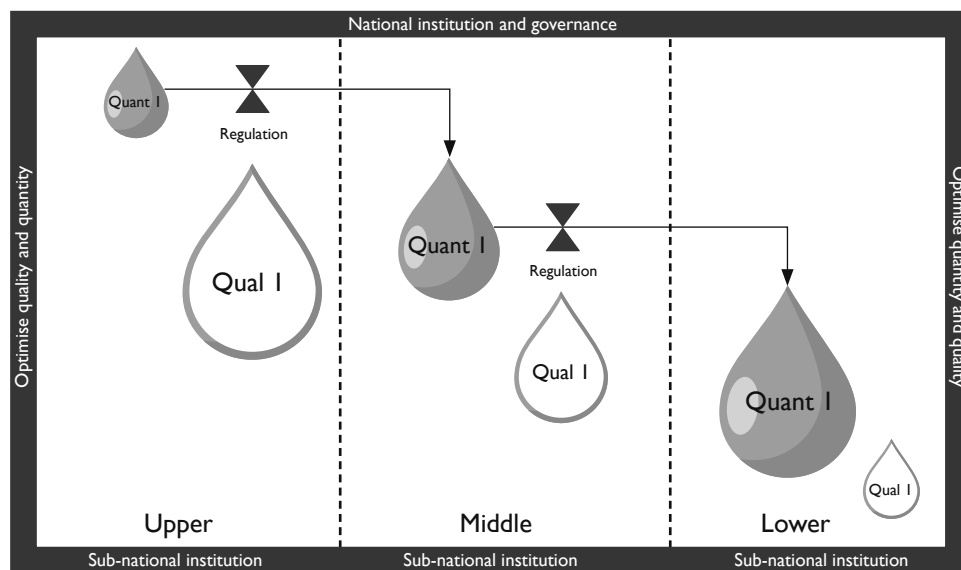 National institution and governance
Optimise quality and quantity
Optimise quantity and quality
Quant 1
Regulation
Qual 1
Quant 1
Regulation
Qual 1
Quant 1
Qual 1
Upper
Middle
Lower
Sub-national institution
Sub-national institution
Sub-national institution